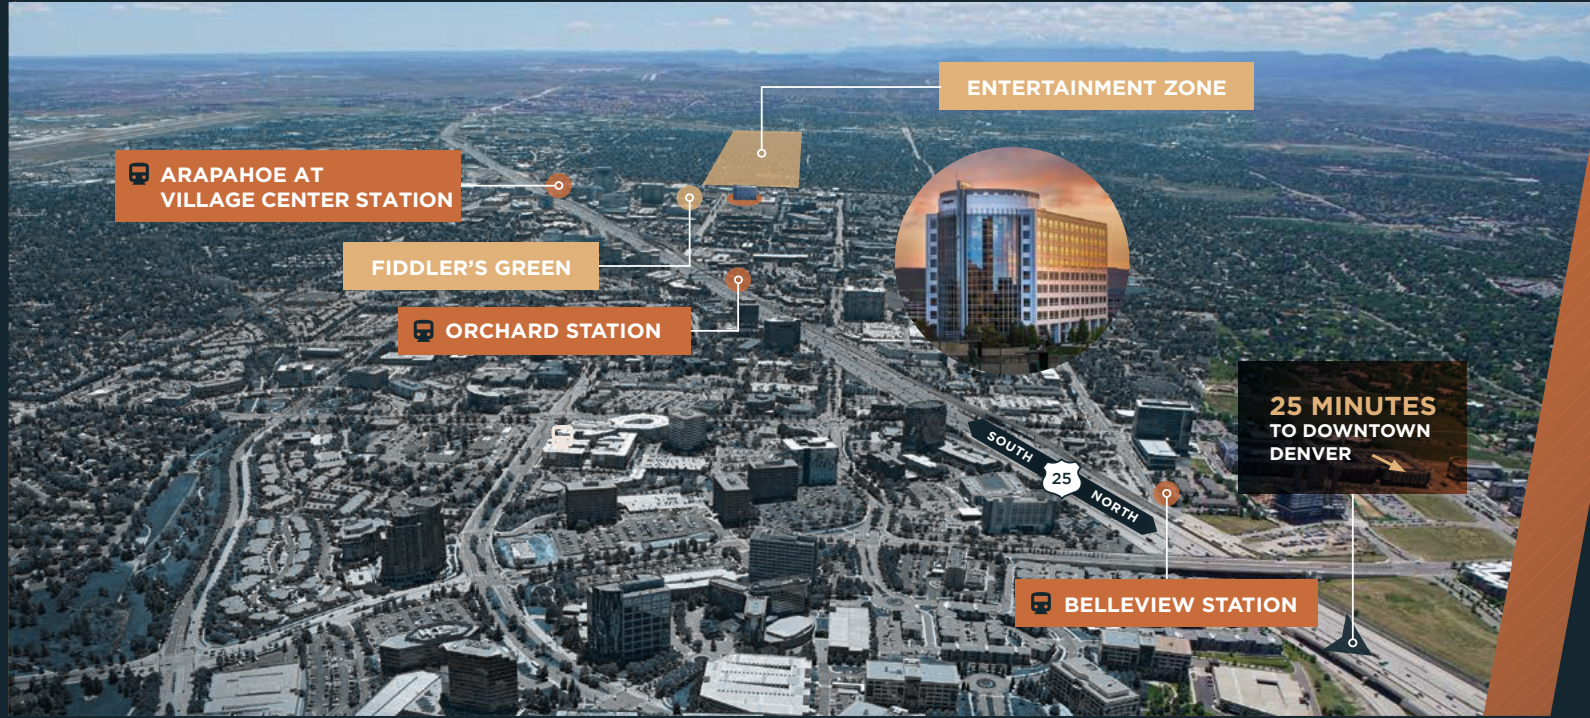 ENTERTAINMENT ZONE
ARAPAHOE AT
VILLAGE CENTER STATION
FIDDLER'S GREEN
ORCHARD STATION
25 MINUTES
TO DOWNTOWN
DENVER
SOUTH
25
NORTH
BELLEVIEW STATION